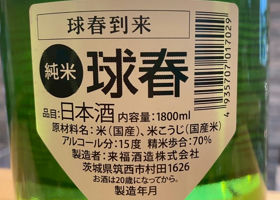 球春到来
純米 球春
品目:日本酒 内容量:1800ml
原材料名:米(国産)、米こうじ(国産米)
アルコール分:15度 精米歩合:70%
製造者:来福酒造株式会社
茨城県筑西市村田1626
お酒は20歳になってから。
製造年月
4 935707 017029